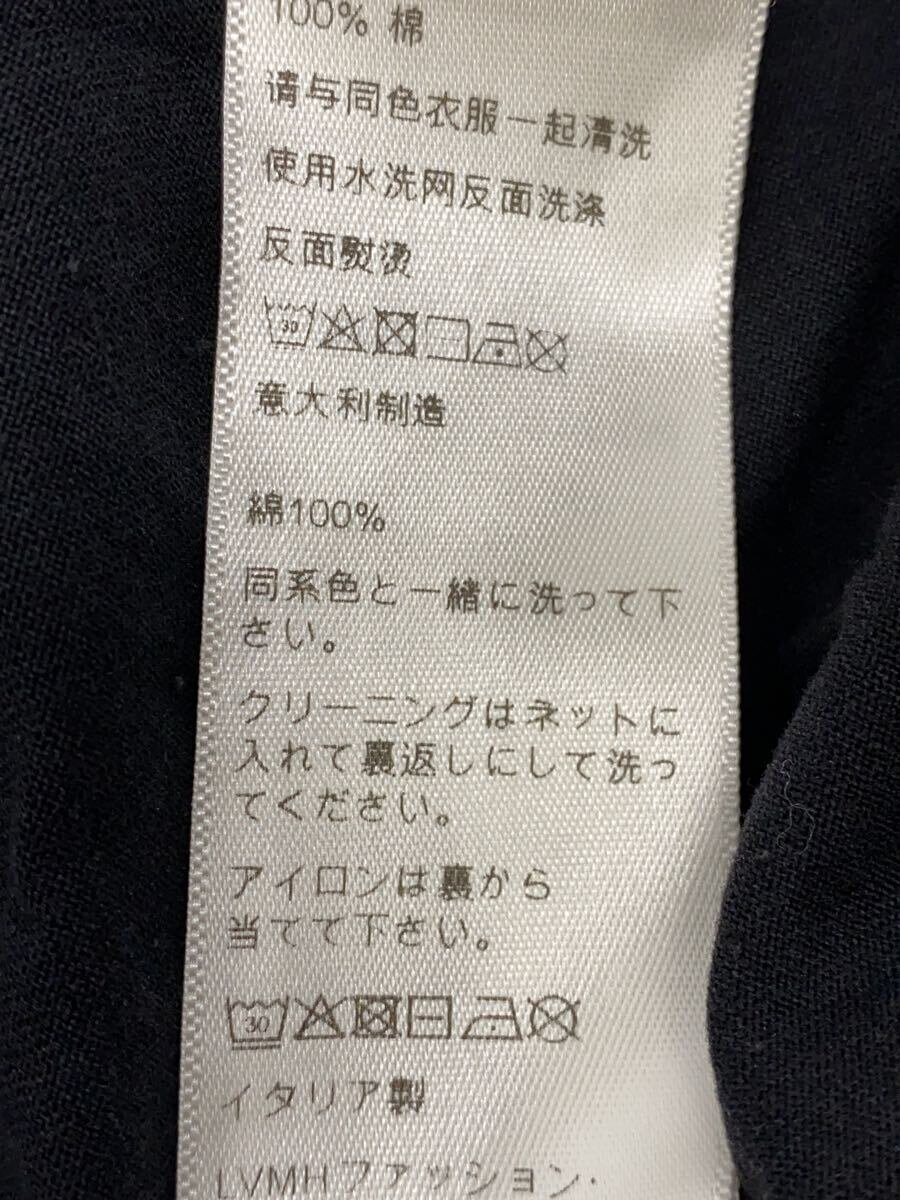 100% 棉
请与同色衣服一起清洗
使用水洗网反面洗涤
反面熨烫
30
意大利制造
綿100%
同系色と一緒に洗って下
さい。
クリーニングはネットに
入れて裏返しにして洗っ
てください。
アイロンは裏から
当てて下さい。
30
イタリア製
LVMHファッション・